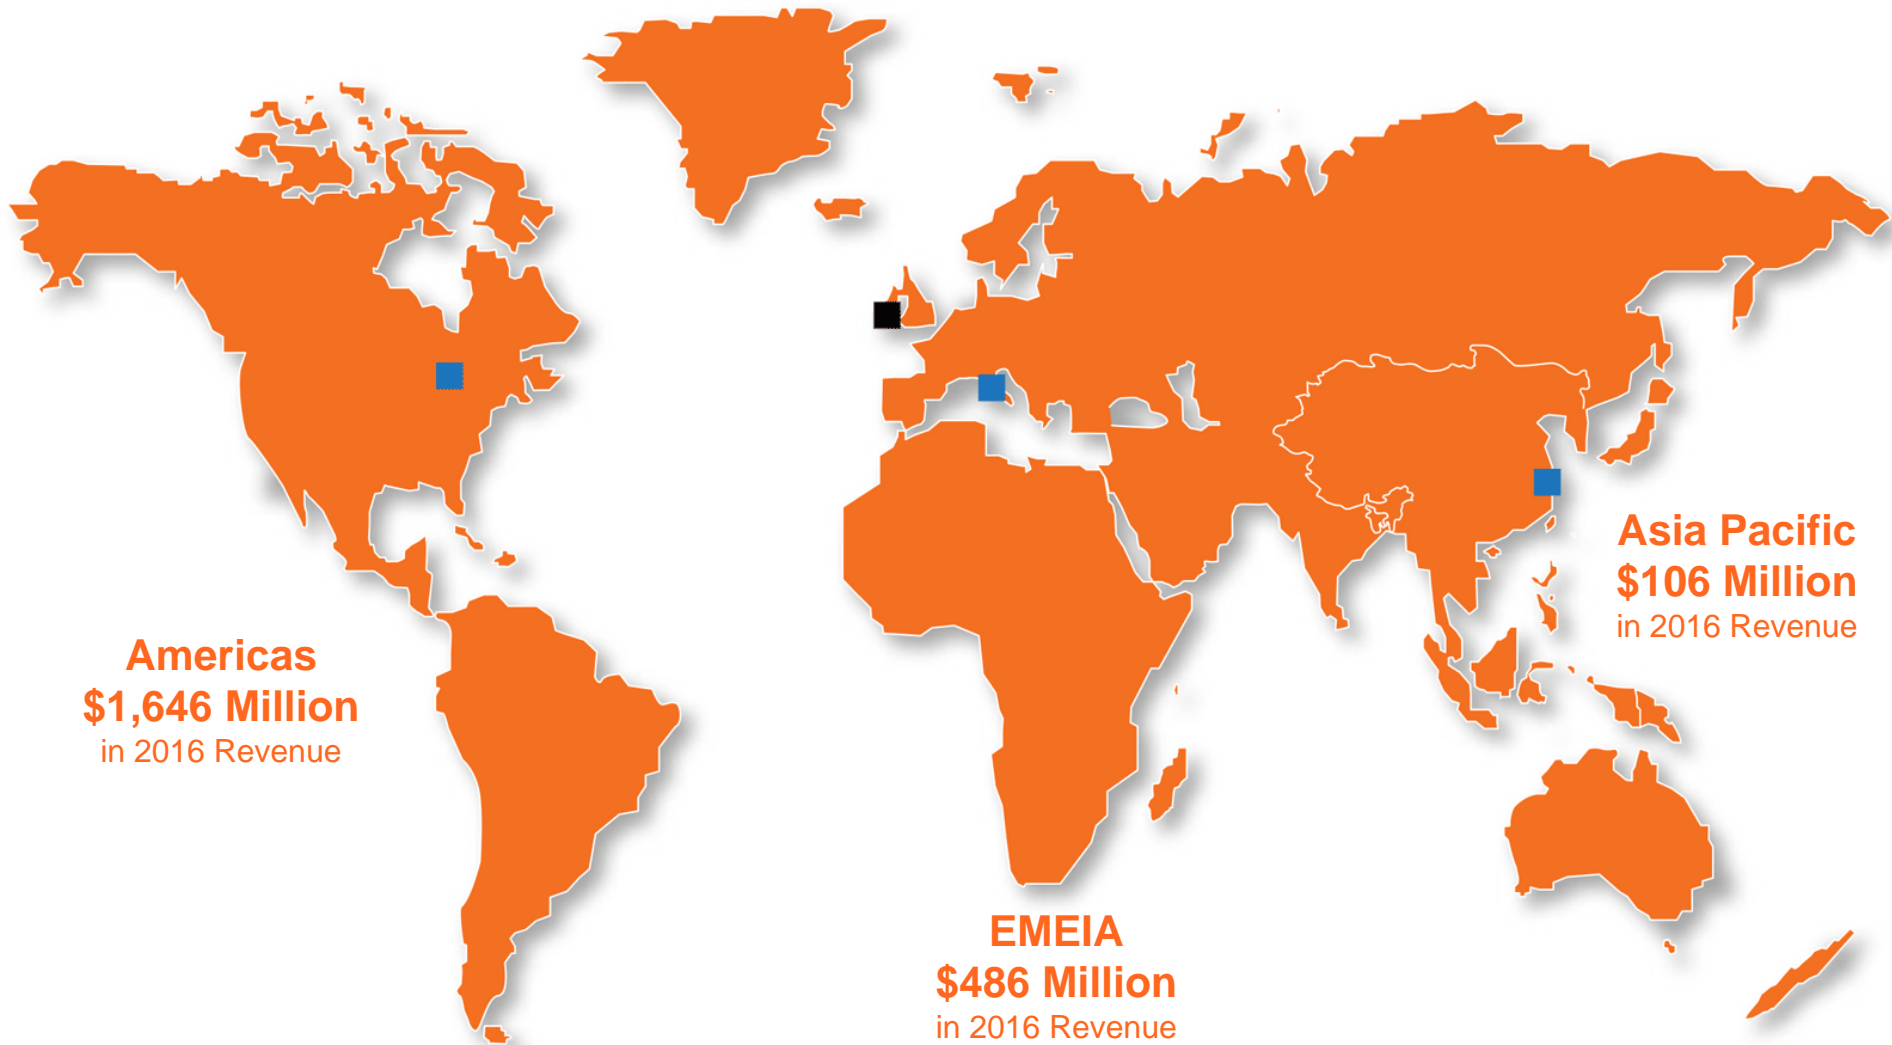 Americas
$1,646 Million
in 2016 Revenue
EMEIA
$486 Million
in 2016 Revenue
Asia Pacific
$106 Million
in 2016 Revenue